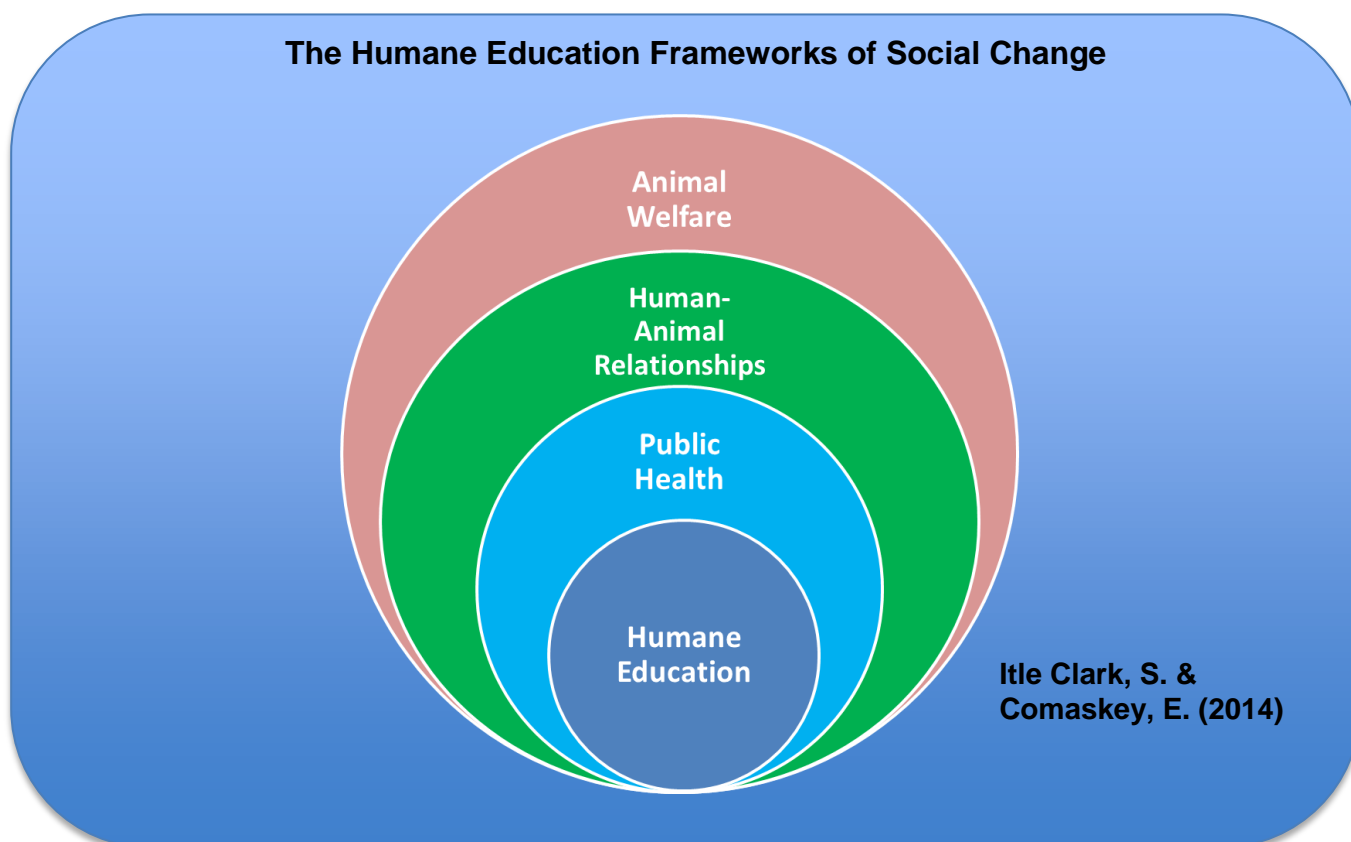 The Humane Education Frameworks of Social Change
Animal
Welfare
Human-
Animal
Relationships
Public
Health
Humane
Education
Itle Clark, S. &
Comaskey, E. (2014)